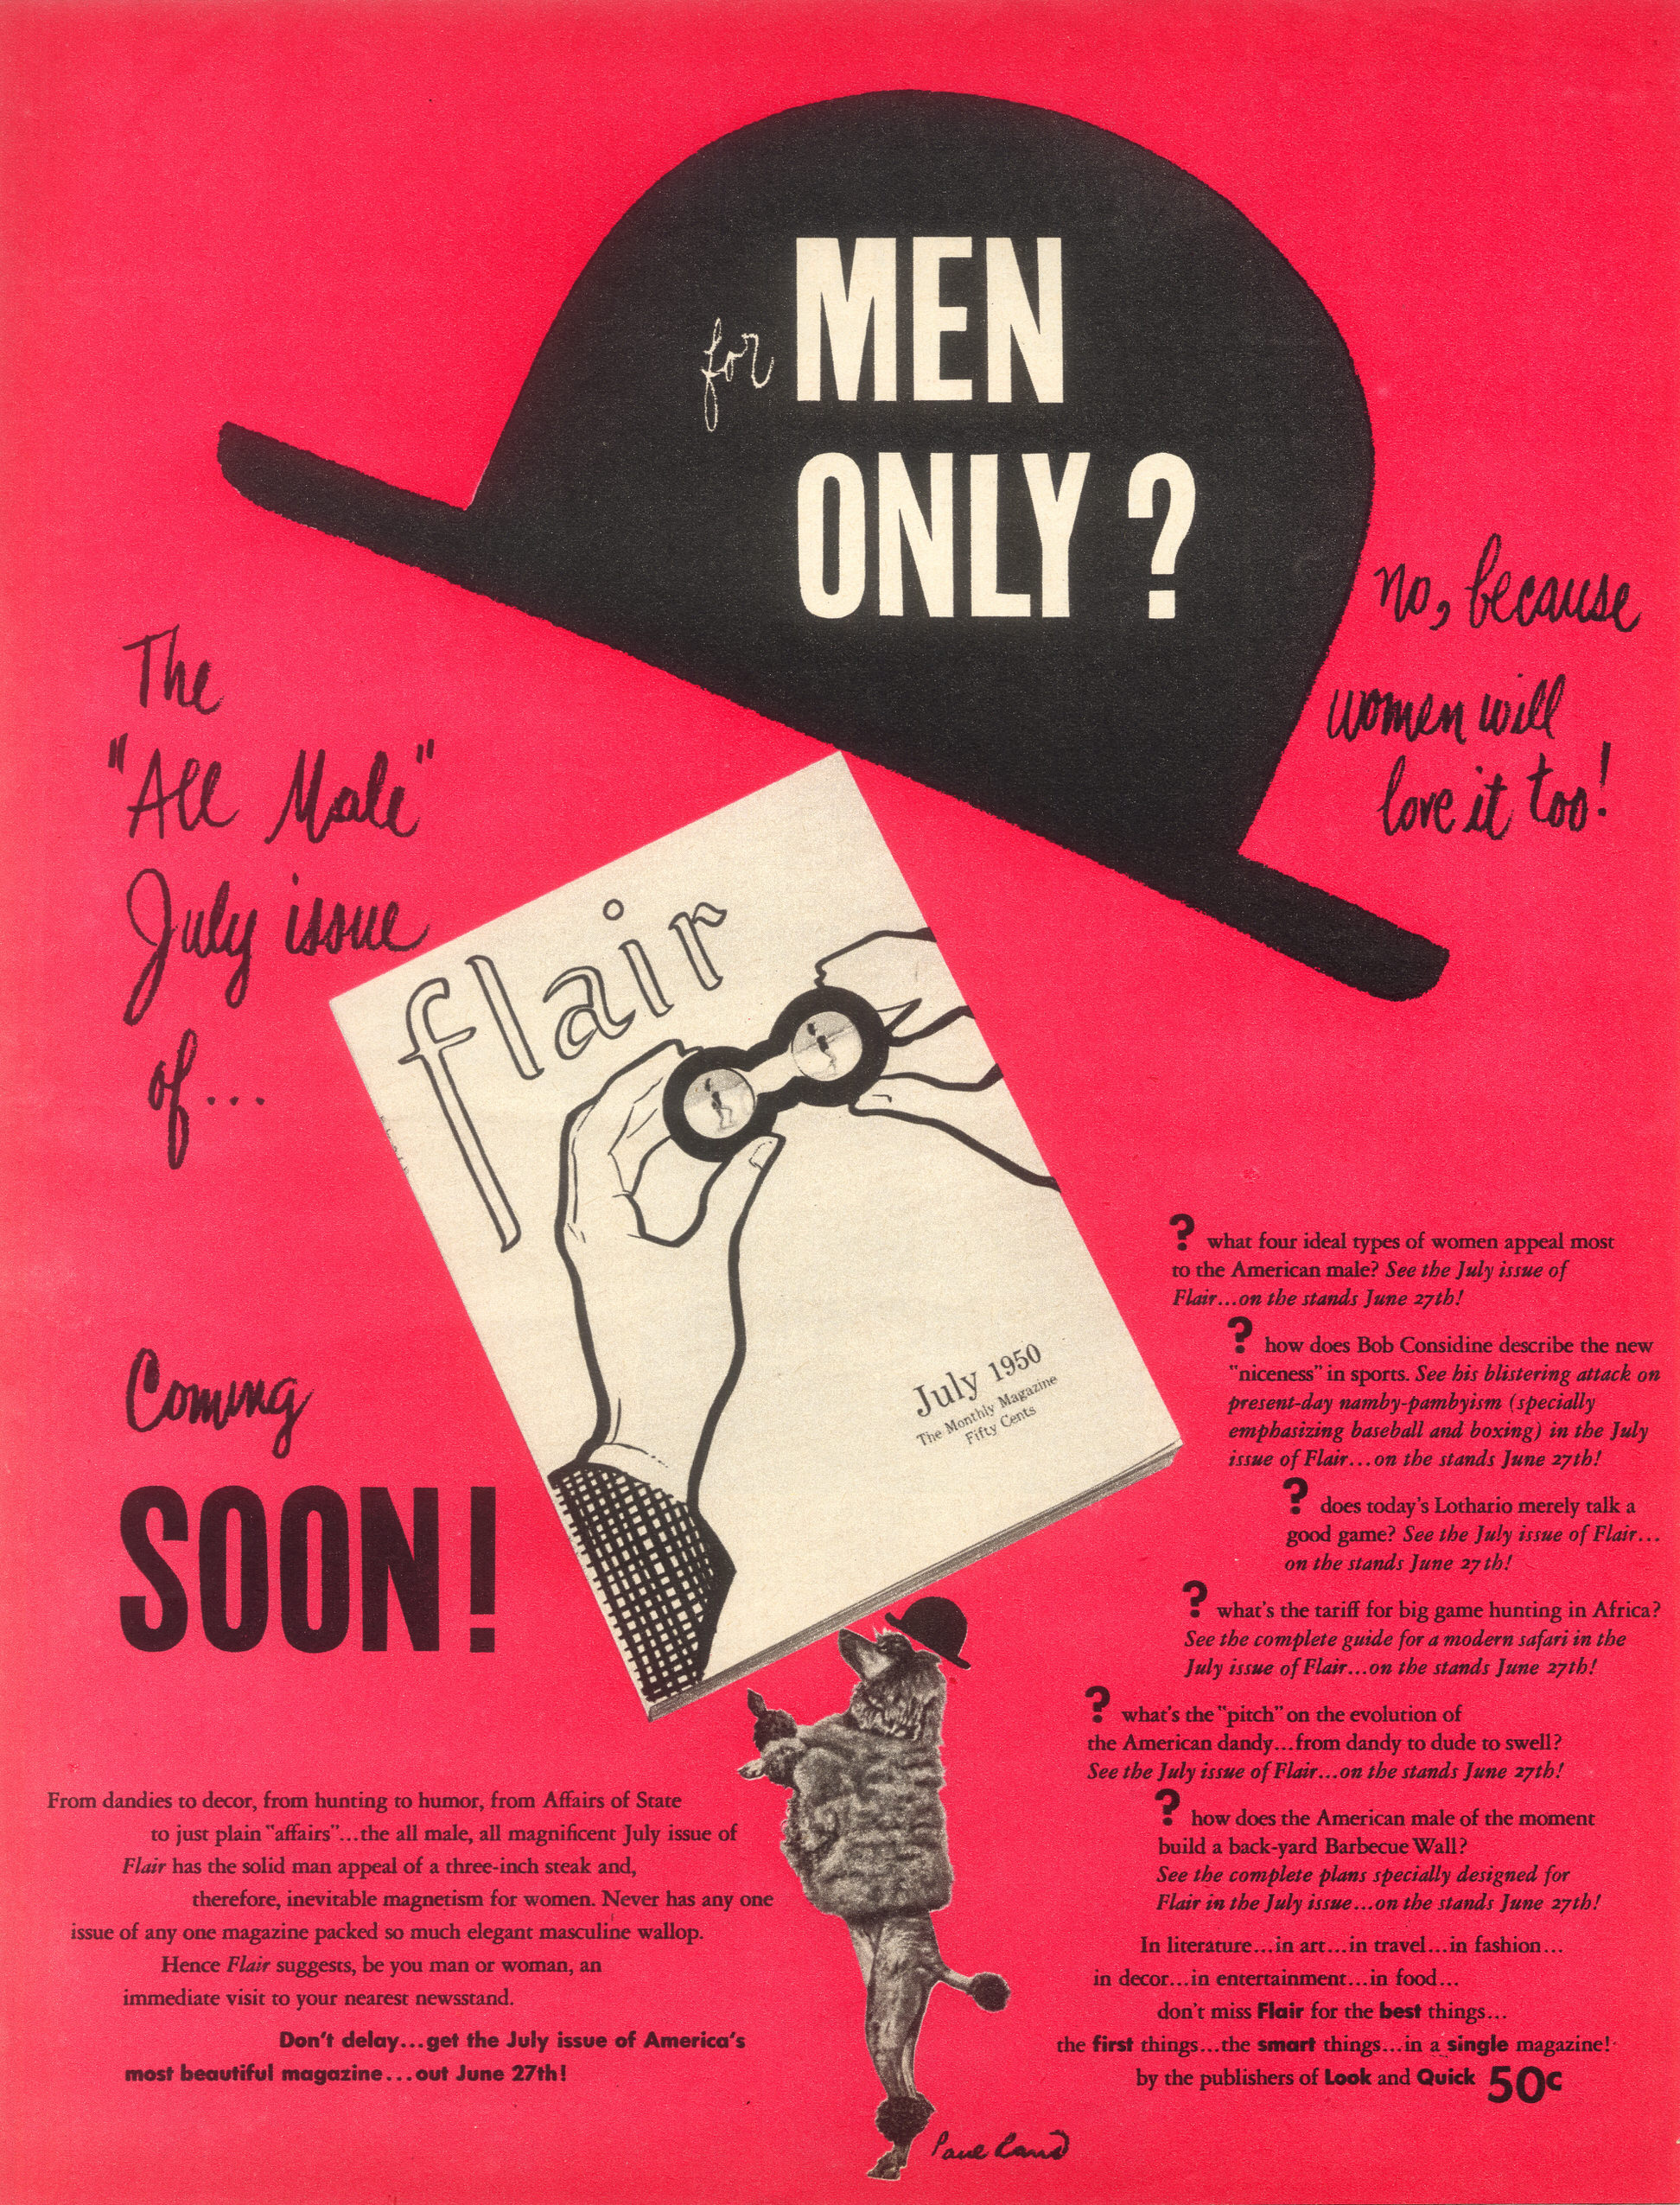 for MEN
ONLY?
no, because
women will
love it too!
The
"All Male"
July issue
of...
flair
July 1950
The Monthly Magazine
Fifty Cents
Coming
SOON!
? what four ideal types of women appeal most
to the American male? See the July issue of
Flair...on the stands June 27th!
? how does Bob Considine describe the new
"niceness" in sports. See his blistering attack on
present-day namby-pambyism (specially
emphasizing baseball and boxing) in the July
issue of Flair...on the stands June 27th!
? does today's Lothario merely talk a
good game? See the July issue of Flair...
on the stands June 27th!
? what's the tariff for big game hunting in Africa?
See the complete guide for a modern safari in the
July issue of Flair...on the stands June 27th!
? what's the "pitch" on the evolution of
the American dandy...from dandy to dude to swell?
See the July issue of Flair...on the stands June 27th!
? how does the American male of the moment
build a back-yard Barbecue Wall?
See the complete plans specially designed for
Flair in the July issue...on the stands June 27th!
In literature...in art...in travel...in fashion...
in decor...in entertainment...in food...
don't miss Flair for the best things...
the first things...the smart things...in a single magazine!
by the publishers of Look and Quick 50c
From dandies to decor, from hunting to humor, from Affairs of State
to just plain "affairs"...the all male, all magnificent July issue of
Flair has the solid man appeal of a three-inch steak and,
therefore, inevitable magnetism for women. Never has any one
issue of any one magazine packed so much elegant masculine wallop.
Hence Flair suggests, be you man or woman, an
immediate visit to your nearest newsstand.
Don't delay...get the July issue of America's
most beautiful magazine...out June 27th!
Paul Rand